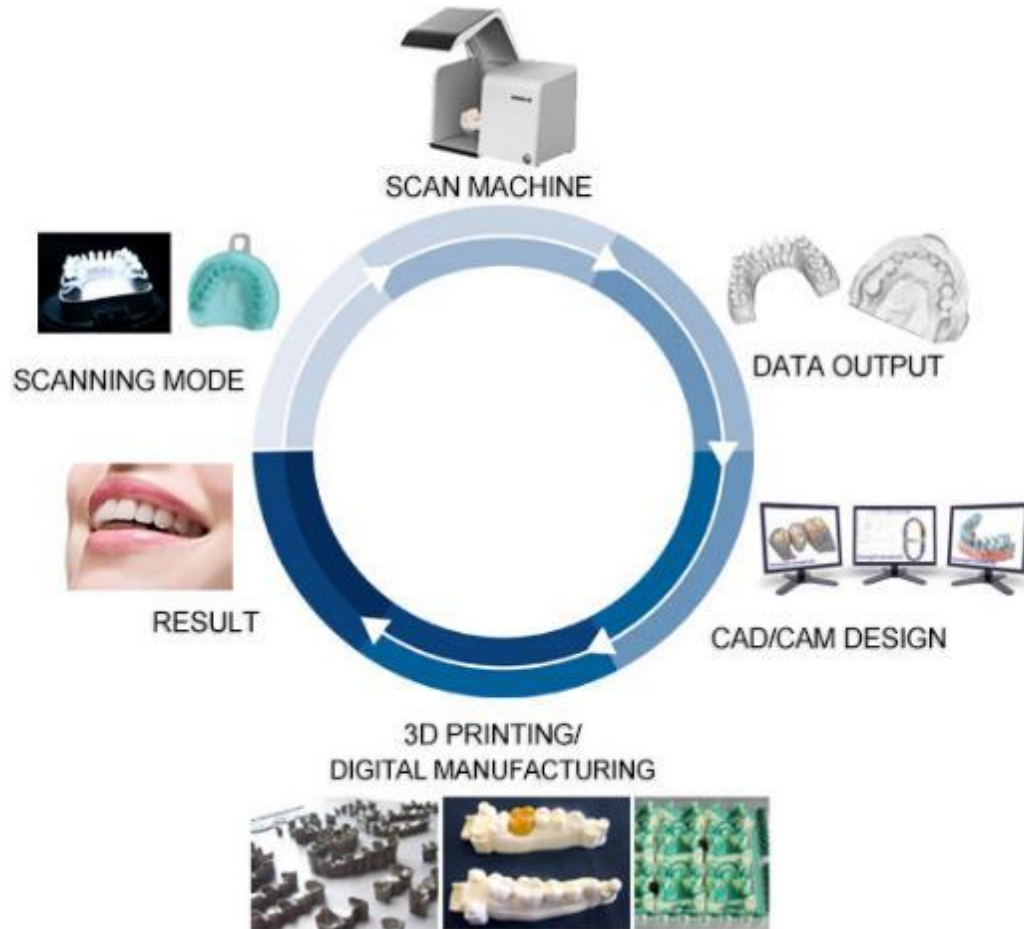 SCAN MACHINE
SCANNING MODE
DATA OUTPUT
RESULT
CAD/CAM DESIGN
3D PRINTING/
DIGITAL MANUFACTURING